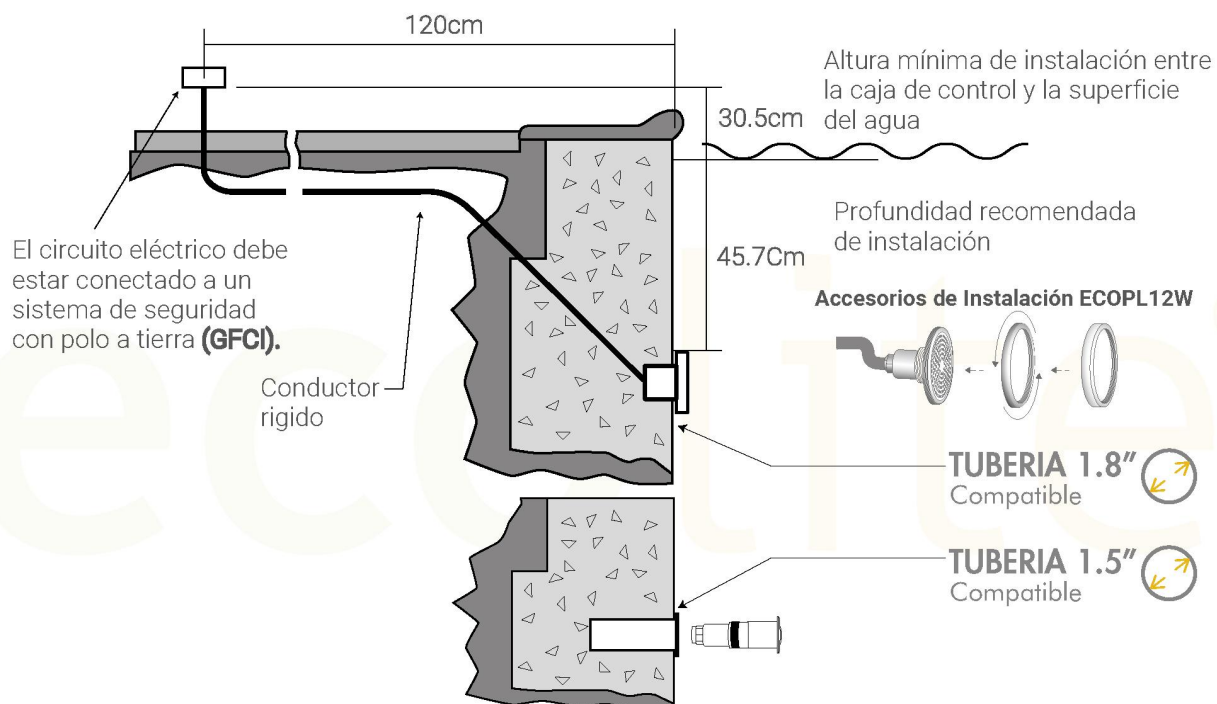 120cm
Altura mínima de instalación entre
la caja de control y la superficie
del agua
30.5cm
Profundidad recomendada
de instalación
45.7Cm
El circuito eléctrico debe
estar conectado a un
sistema de seguridad
con polo a tierra (GFCI).
Accesorios de Instalación ECOPL12W
Conductor
rigido
TUBERIA 1.8"
Compatible
TUBERIA 1.5"
Compatible
ecolite